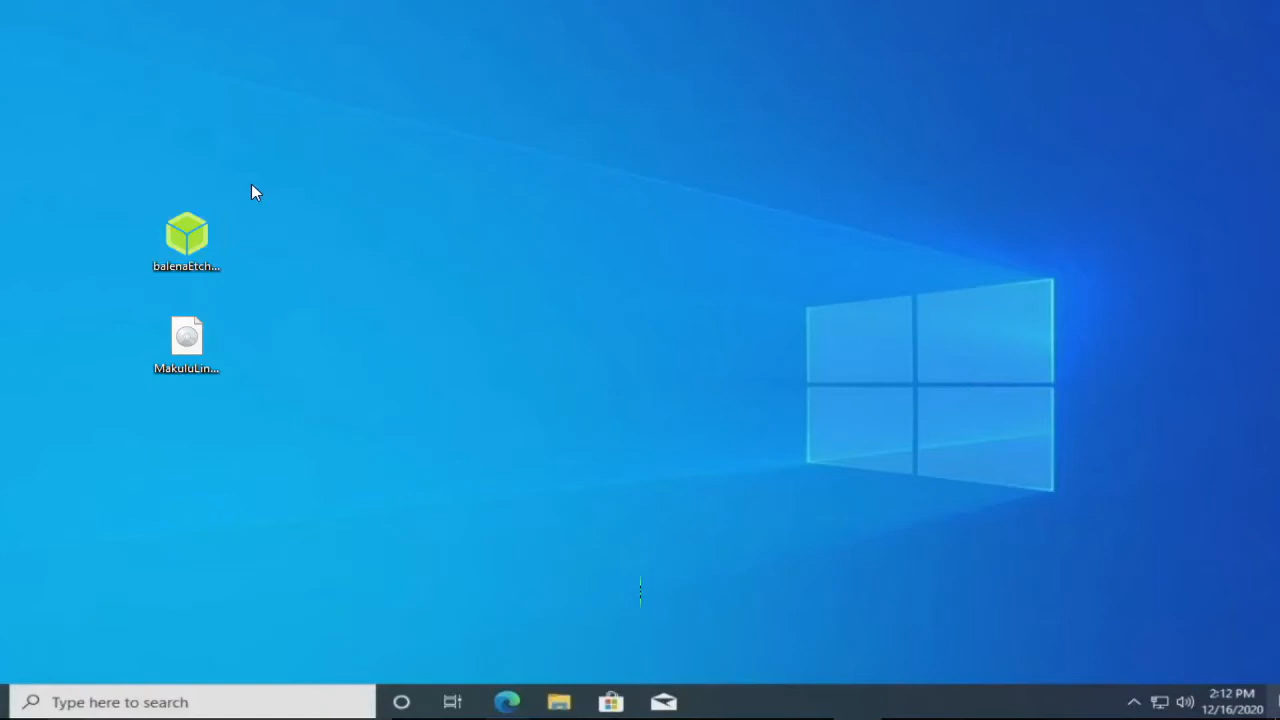 balenaEtch...
MakuluLin...
Type here to search
2:12 PM
12/16/2020